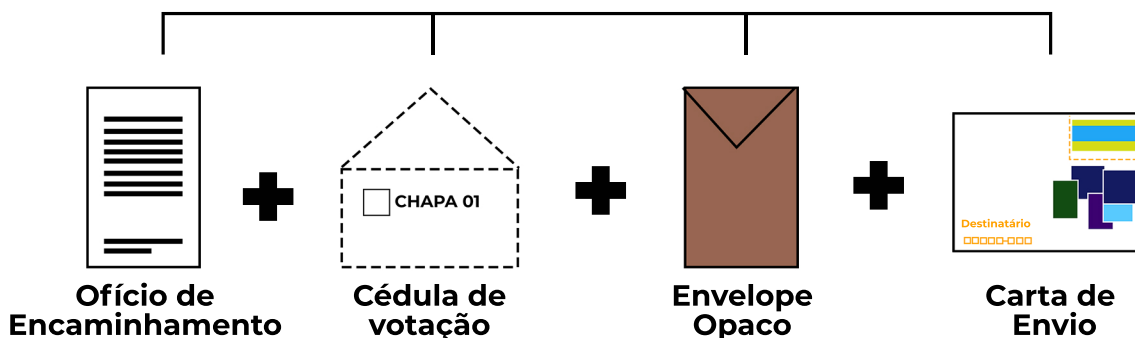 CHAPA 01
Destinatário
Ofício de
Encaminhamento
Cédula de
votação
Envelope
Opaco
Carta de
Envio